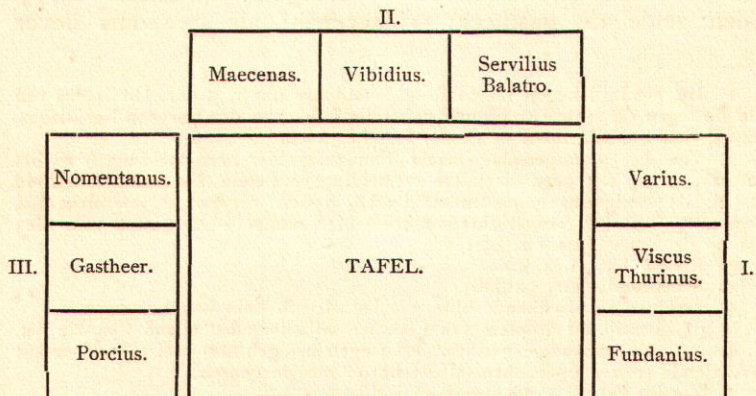 II.
Maecenas.
Vibidius.
Servilius
Balatro.
Nomentanus.
Varius.
III.
Gastheer.
TAFEL.
Viscus
Thurinus.
I.
Porcius.
Fundanius.